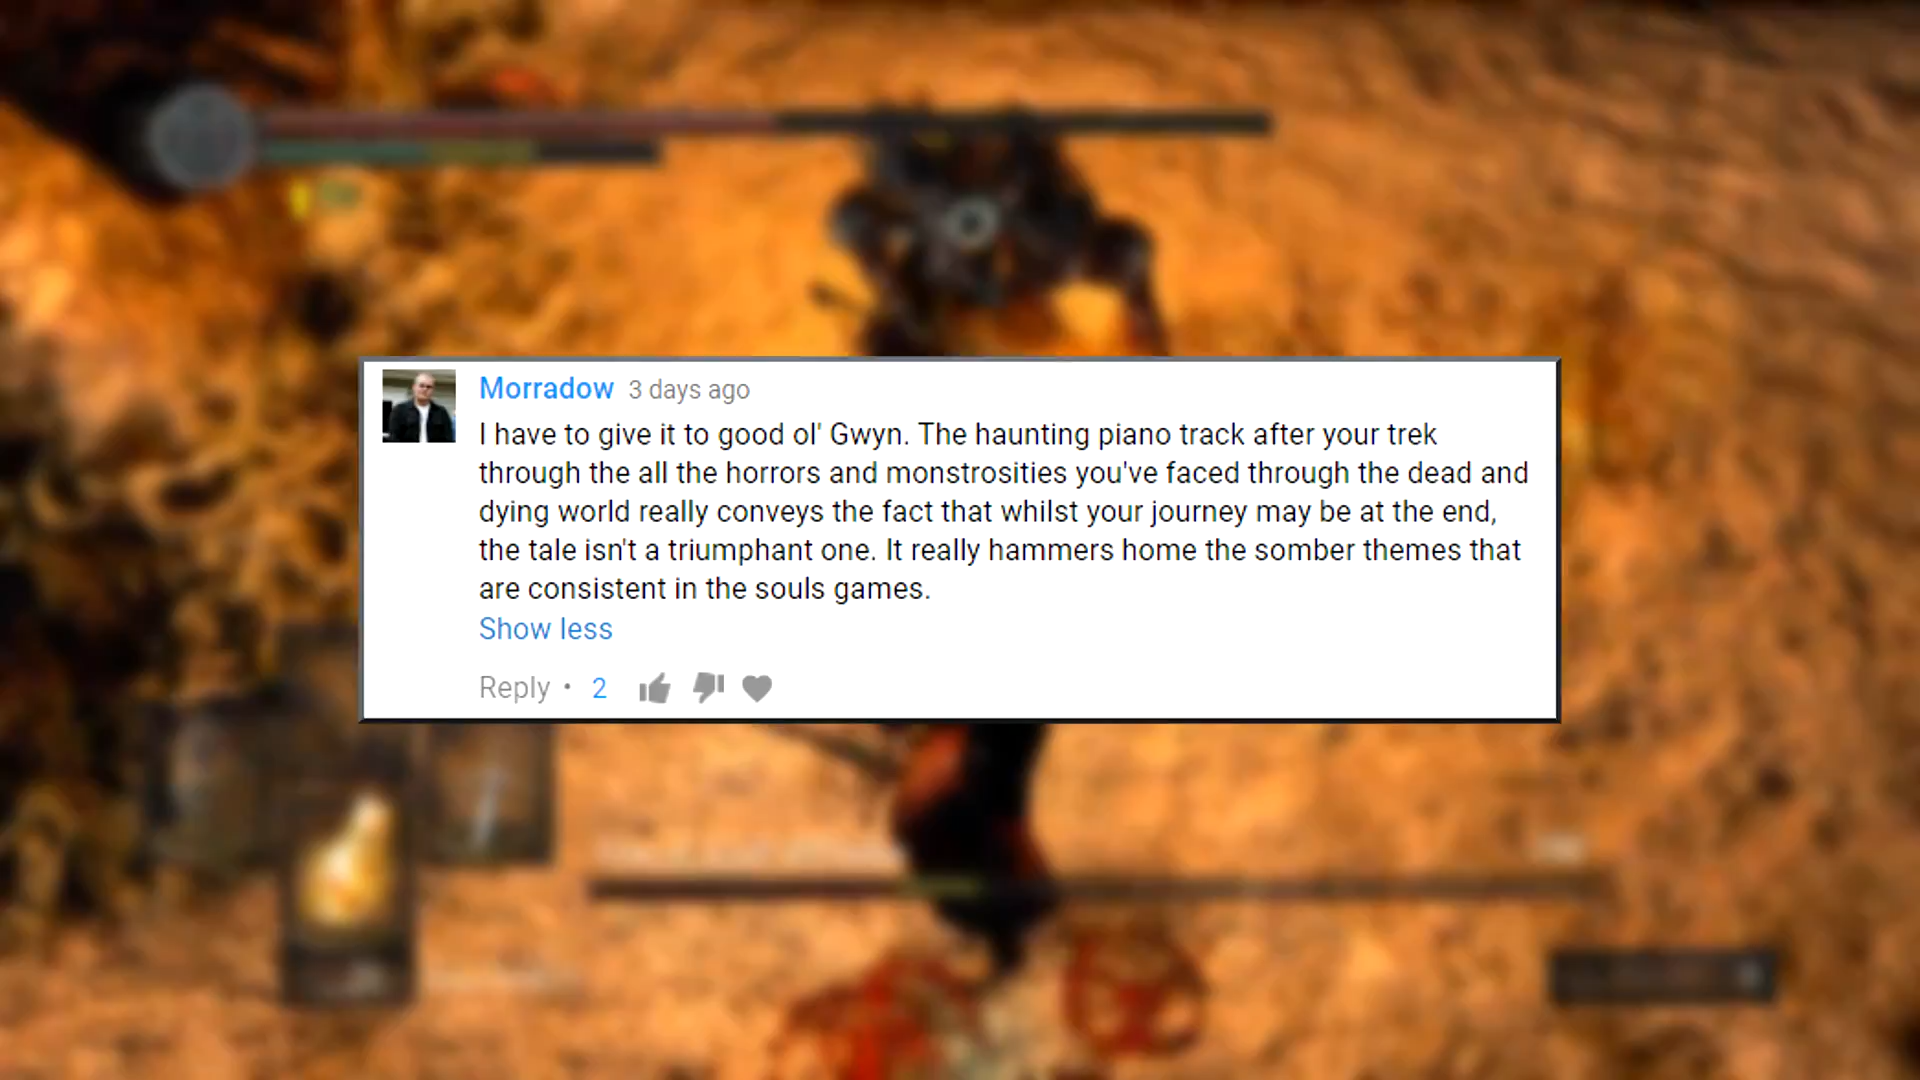 Morradow 3 days ago
I have to give it to good ol' Gwyn. The haunting piano track after your trek
through the all the horrors and monstrosities you've faced through the dead and
dying world really conveys the fact that whilst your journey may be at the end,
the tale isn't a triumphant one. It really hammers home the somber themes that
are consistent in the souls games.
Show less
Reply • 2